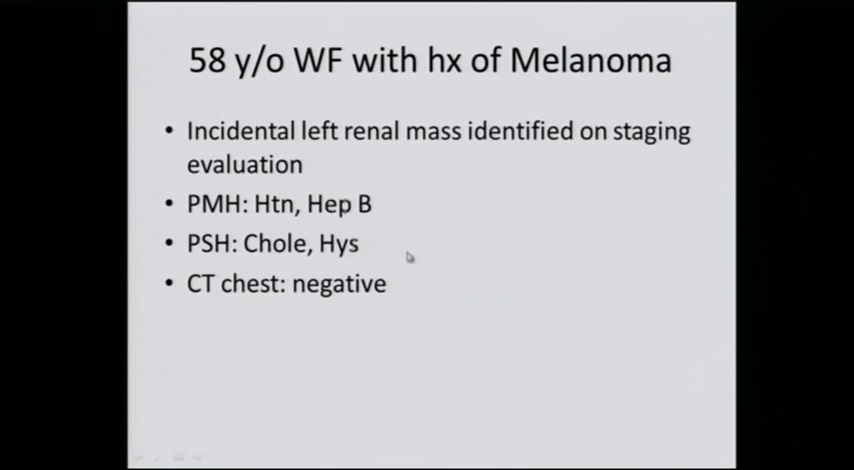 58 y/o WF with hx of Melanoma
• Incidental left renal mass identified on staging
evaluation
• PMH: Htn, Hep B
• PSH: Chole, Hys
• CT chest: negative